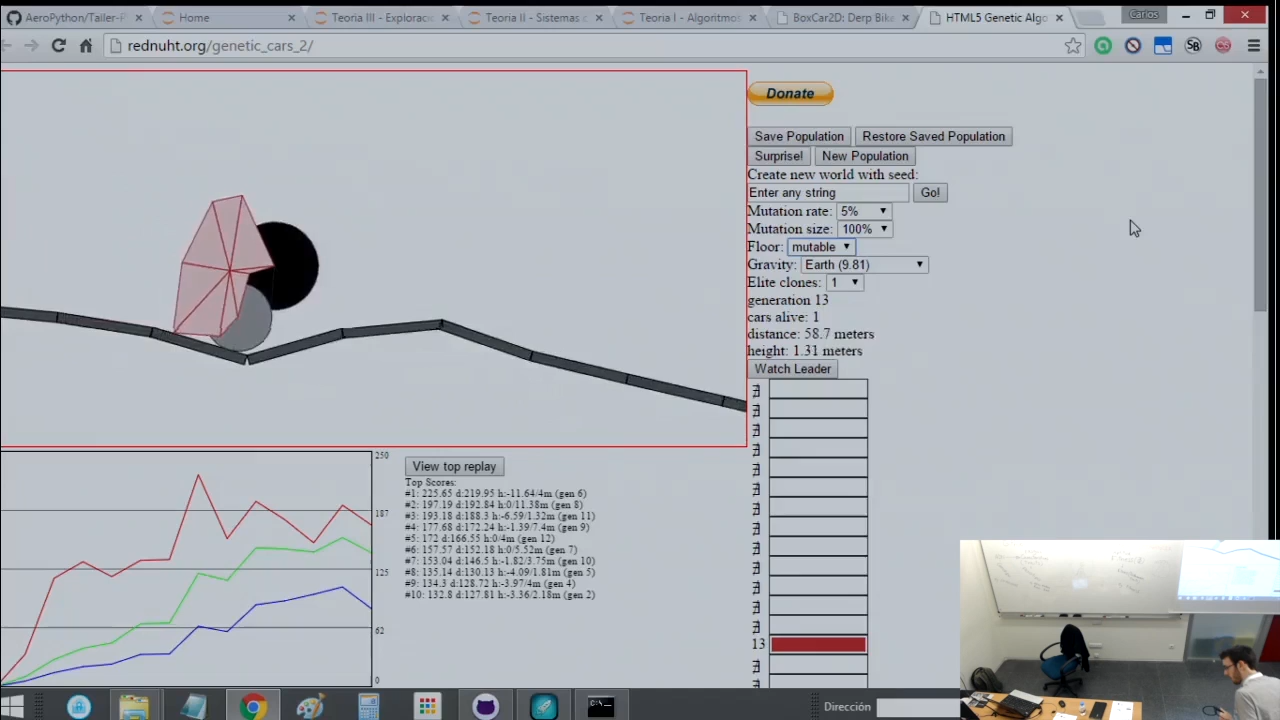 AeroPython/Taller-P
Home
Teoria III - Exploraci
Teoria II - Sistemas c
Teoria I - Algoritmos
BoxCar2D: Derp Bike
HTML5 Genetic Algo
Carlos
rednuht.org/genetic_cars_2/
Donate
Save Population Restore Saved Population
Surprise! New Population
Create new world with seed:
Enter any string Go!
Mutation rate: 5%
Mutation size: 100%
Floor: mutable
Gravity: Earth (9.81)
Elite clones: 1
generation 13
cars alive: 1
distance: 58.7 meters
height: 1.31 meters
Watch Leader
13
250
187
125
62
0
View top replay
Top Scores:
#1: 225.65 d:219.95 h:-11.64/4m (gen 6)
#2: 197.19 d:192.84 h:0/11.38m (gen 8)
#3: 193.18 d:188.3 h:-6.59/1.32m (gen 11)
#4: 177.68 d:172.24 h:-1.39/7.4m (gen 9)
#5: 172 d:166.55 h:0/4m (gen 12)
#6: 157.57 d:152.18 h:0/5.52m (gen 7)
#7: 153.04 d:146.5 h:-1.82/3.75m (gen 10)
#8: 135.14 d:130.13 h:-4.09/1.81m (gen 5)
#9: 134.3 d:128.72 h:-3.97/4m (gen 4)
#10: 132.8 d:127.81 h:-3.36/2.18m (gen 2)
Dirección